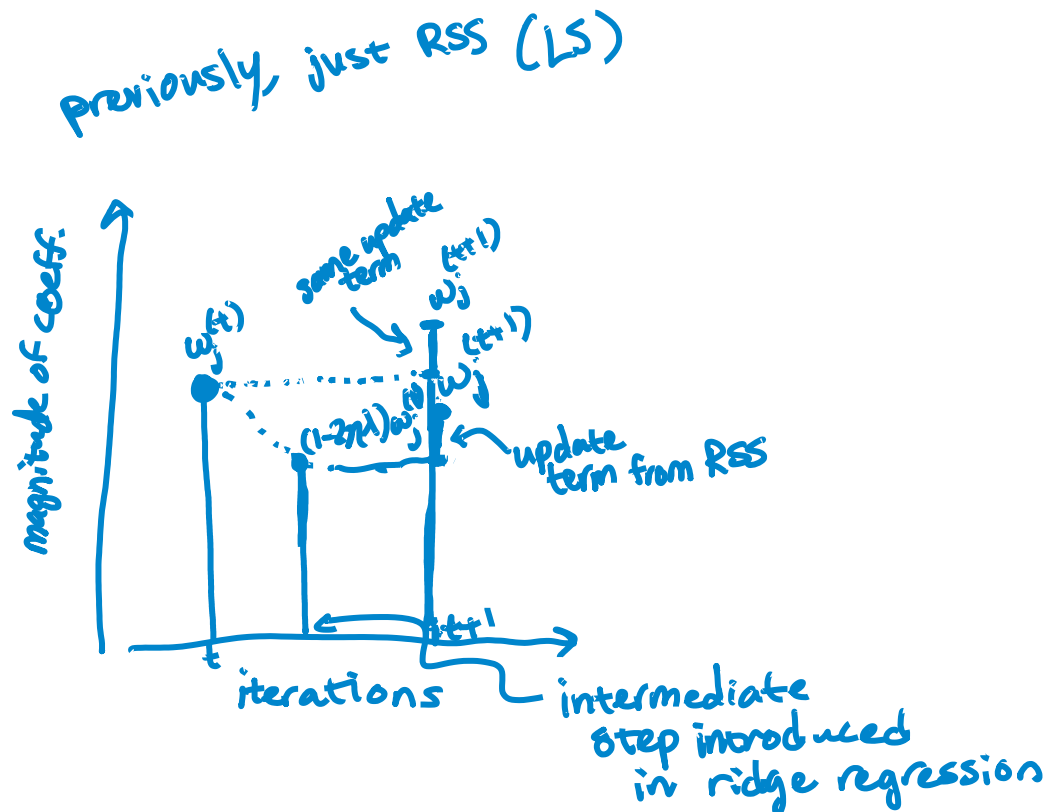 previously, just RSS (LS)
magnitude of coeff.
same update
term
w_j^(t+1)
w_j^(t)
w_j^(t+1)
(1-2ηλ)w_j^(t)
update
term from RSS
t
t+1
iterations
intermediate
step introduced
in ridge regression